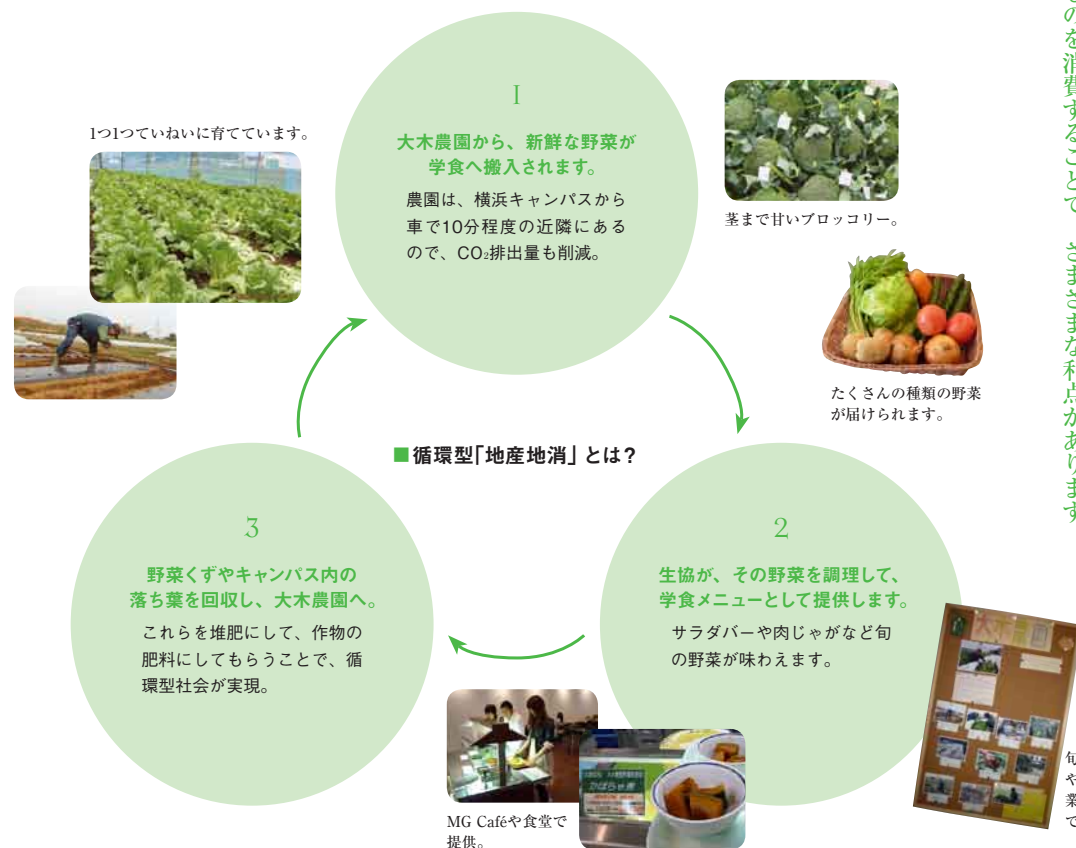 1つ1つていねいに育てています。
I
大木農園から、新鮮な野菜が
学食へ搬入されます。
農園は、横浜キャンパスから
車で10分程度の近隣にある
ので、CO₂排出量も削減。
茎まで甘いブロッコリー。
たくさんの種類の野菜
が届けられます。
■循環型「地産地消」とは?
2
生協が、その野菜を調理して、
学食メニューとして提供します。
サラダバーや肉じゃがなど旬
の野菜が味わえます。
3
野菜くずやキャンパス内の
落ち葉を回収し、大木農園へ。
これらを堆肥にして、作物の
肥料にしてもらうことで、循
環型社会が実現。
MG Caféや食堂で
提供。
かぼちゃ煮
旬
や
業
で
のを消費することで、さまざまな利点があります